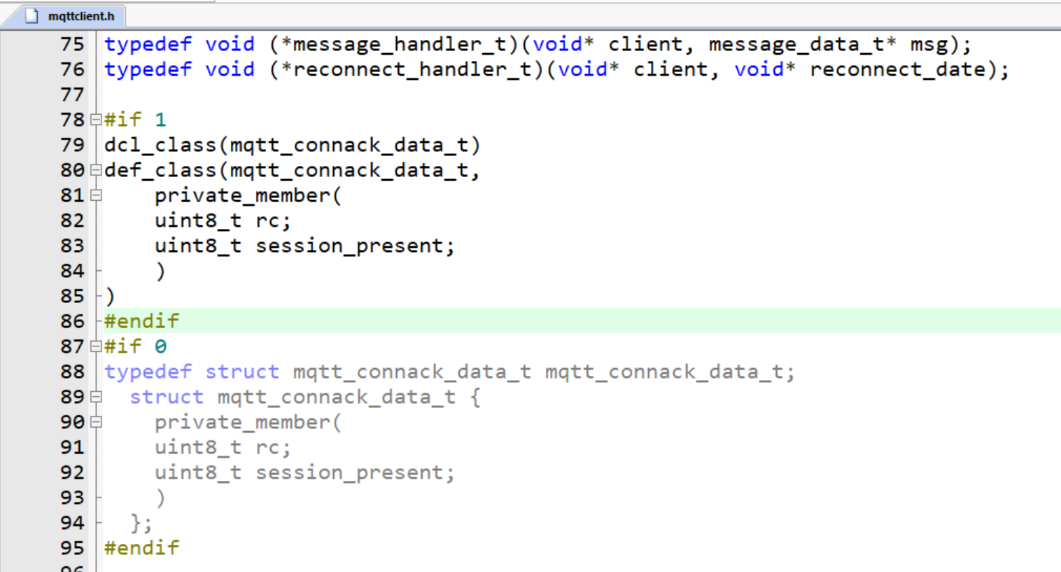 mqttclient.h
75 typedef void (*message_handler_t)(void* client, message_data_t* msg);
76 typedef void (*reconnect_handler_t)(void* client, void* reconnect_date);
77
78 #if 1
79 dcl_class(mqtt_connack_data_t)
80 def_class(mqtt_connack_data_t,
81     private_member(
82     uint8_t rc;
83     uint8_t session_present;
84     )
85 )
86 #endif
87 #if 0
88 typedef struct mqtt_connack_data_t mqtt_connack_data_t;
89   struct mqtt_connack_data_t {
90     private_member(
91     uint8_t rc;
92     uint8_t session_present;
93     )
94   };
95 #endif
96